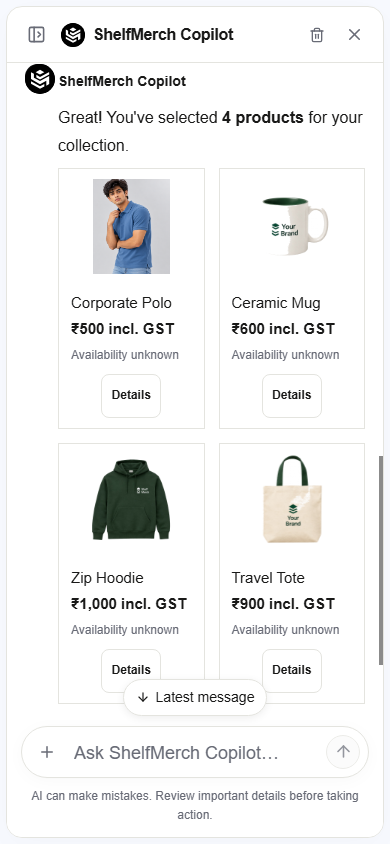 ShelfMerch Copilot
ShelfMerch Copilot
Great! You've selected 4 products for your
collection.
Your
Brand
Corporate Polo
Ceramic Mug
₹500 incl. GST
₹600 incl. GST
Availability unknown
Availability unknown
Details
Details
Shelf
Merch
Your
Brand
Zip Hoodie
Travel Tote
₹1,000 incl. GST
₹900 incl. GST
Availability unknown
Availability unknown
Details
Details
Latest message
Ask ShelfMerch Copilot…
AI can make mistakes. Review important details before taking
action.